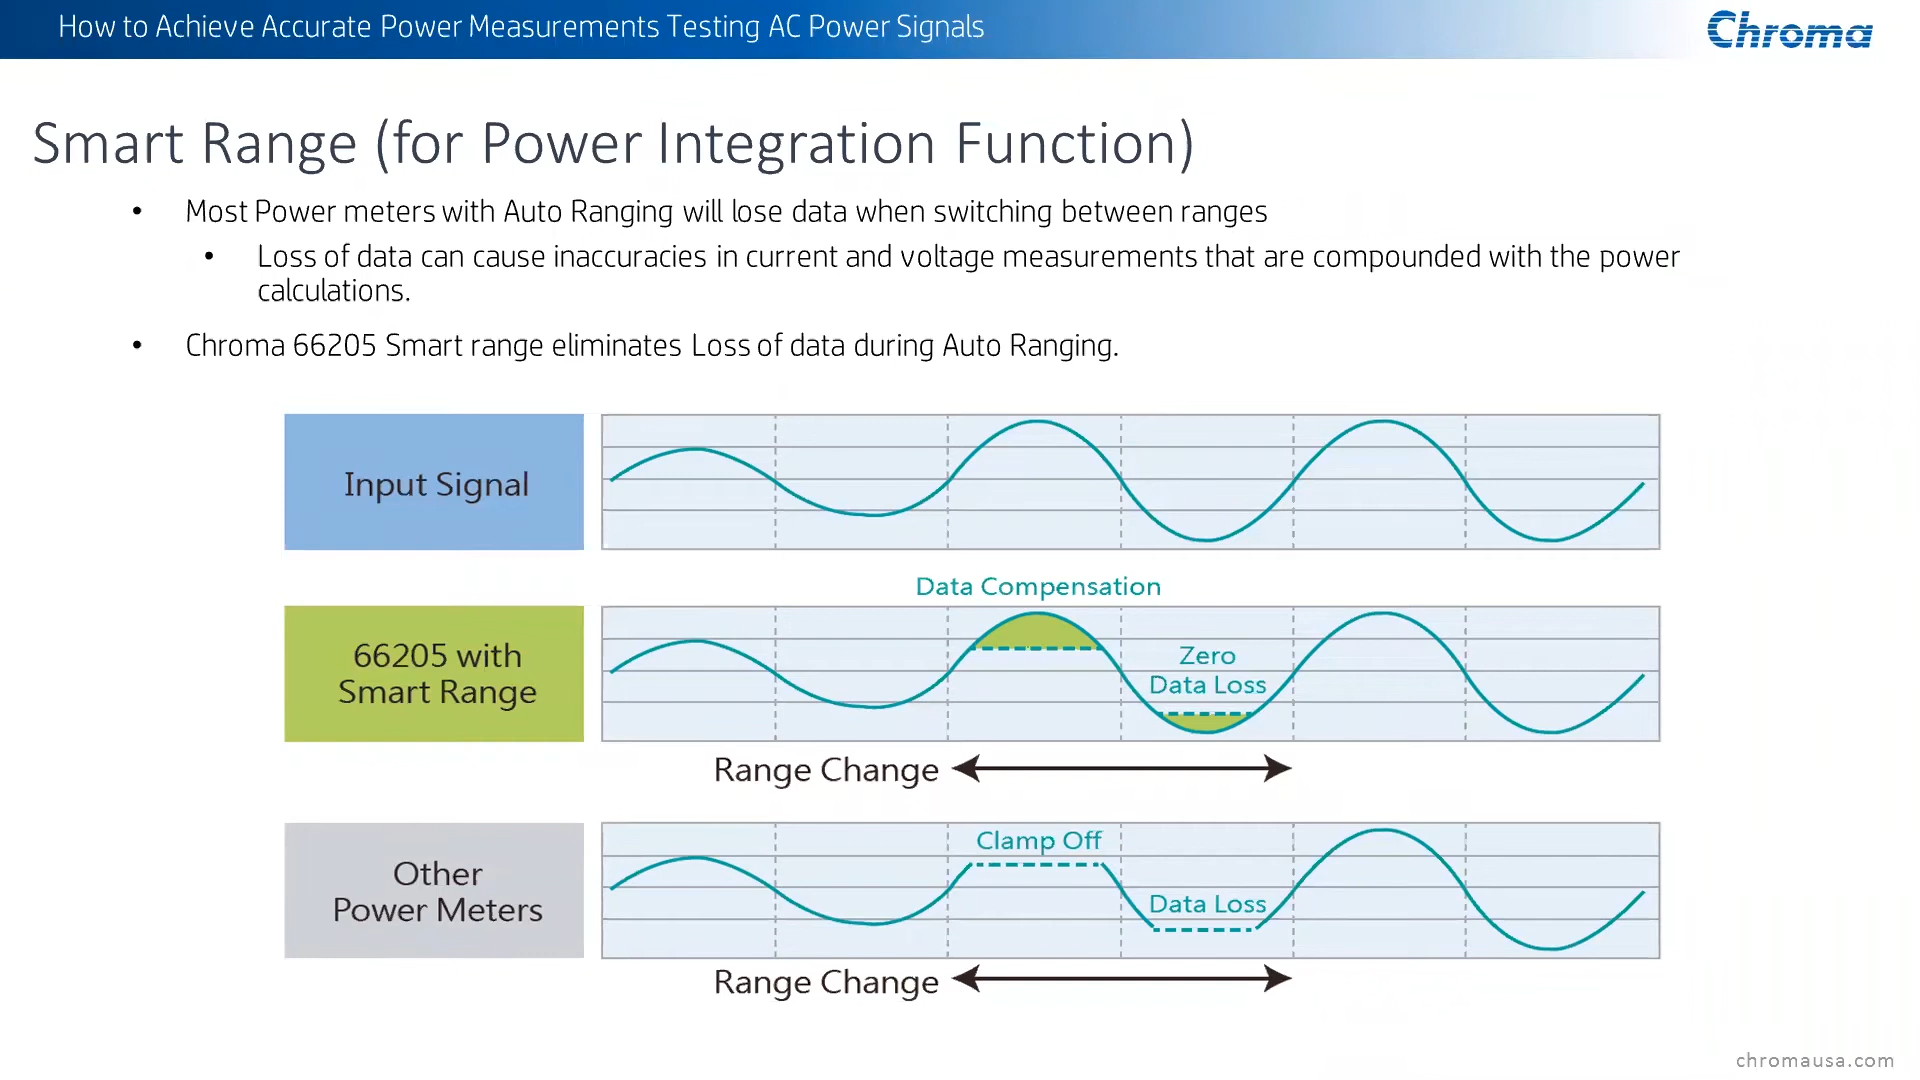 How to Achieve Accurate Power Measurements Testing AC Power Signals
Chroma
Smart Range (for Power Integration Function)
• Most Power meters with Auto Ranging will lose data when switching between ranges
• Loss of data can cause inaccuracies in current and voltage measurements that are compounded with the power
calculations.
• Chroma 66205 Smart range eliminates Loss of data during Auto Ranging.
Input Signal
Data Compensation
66205 with
Smart Range
Zero
Data Loss
Range Change
Other
Power Meters
Clamp Off
Data Loss
Range Change
chromausa.com